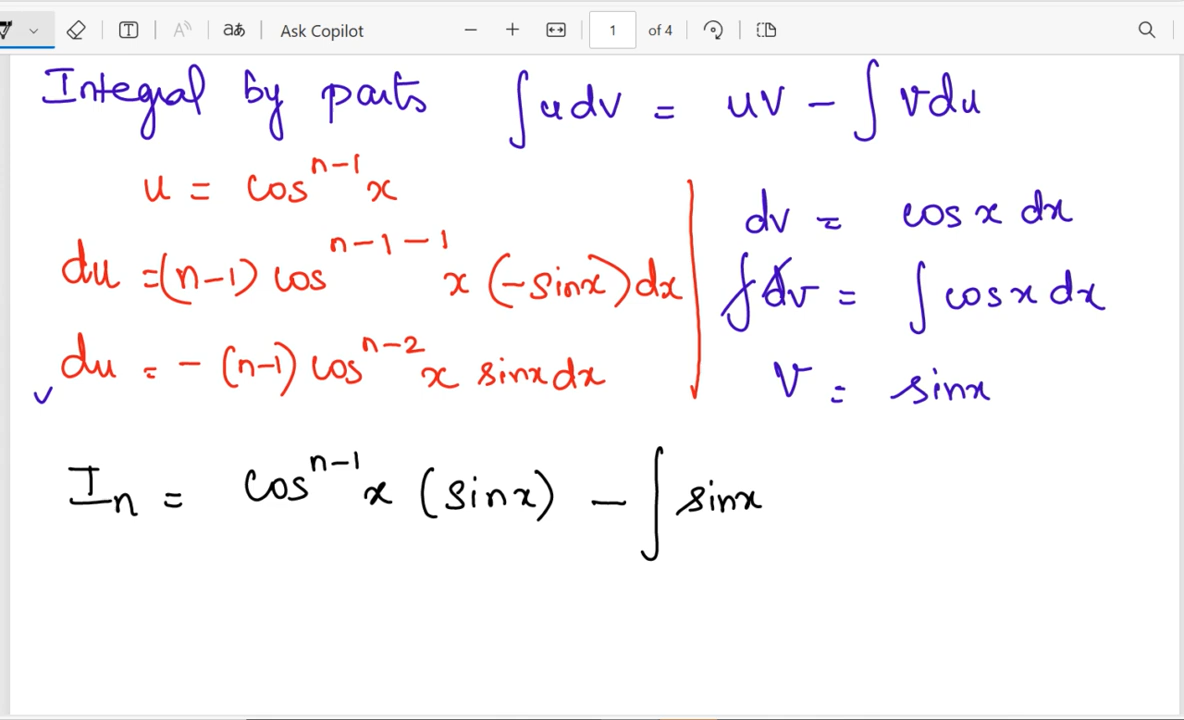 Ask Copilot 1 of 4
Integral by parts ∫udv = uv − ∫vdu
u = cos^{n-1} x
dv = cos x dx
du = (n-1) cos^{n-1-1} x (-sinx) dx
∫dv = ∫cosx dx
du = - (n-1) cos^{n-2} x sinx dx
v = sinx
I_n = cos^{n-1} x (sinx) − ∫ sinx